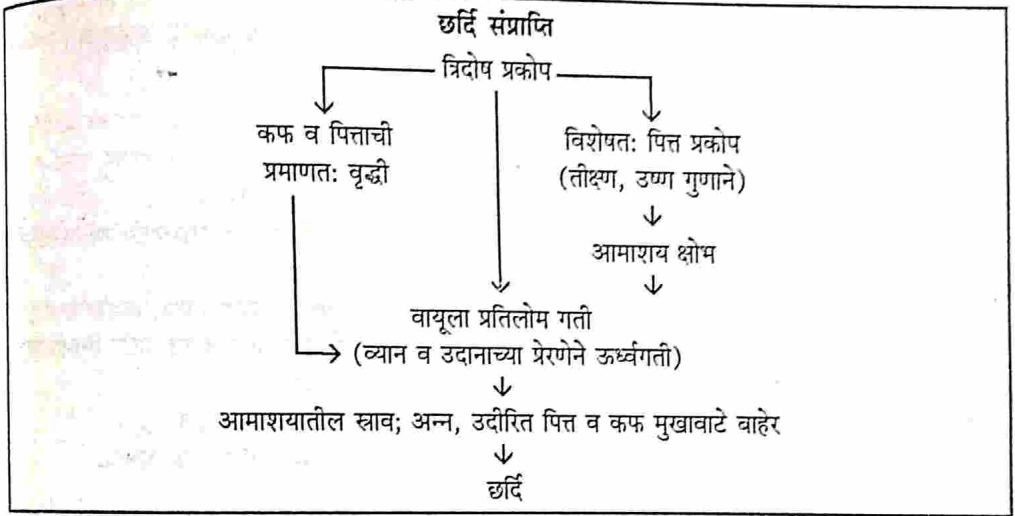 छर्दि संप्राप्ति
त्रिदोष प्रकोप
कफ व पित्ताची
प्रमाणत: वृद्धी
विशेषत: पित्त प्रकोप
(तीक्ष्ण, उष्ण गुणाने)
आमाशय क्षोभ
वायूला प्रतिलोम गती
(व्यान व उदानाच्या प्रेरणेने ऊर्ध्वगती)
आमाशयातील स्राव; अन्न, उदीरित पित्त व कफ मुखावाटे बाहेर
छर्दि